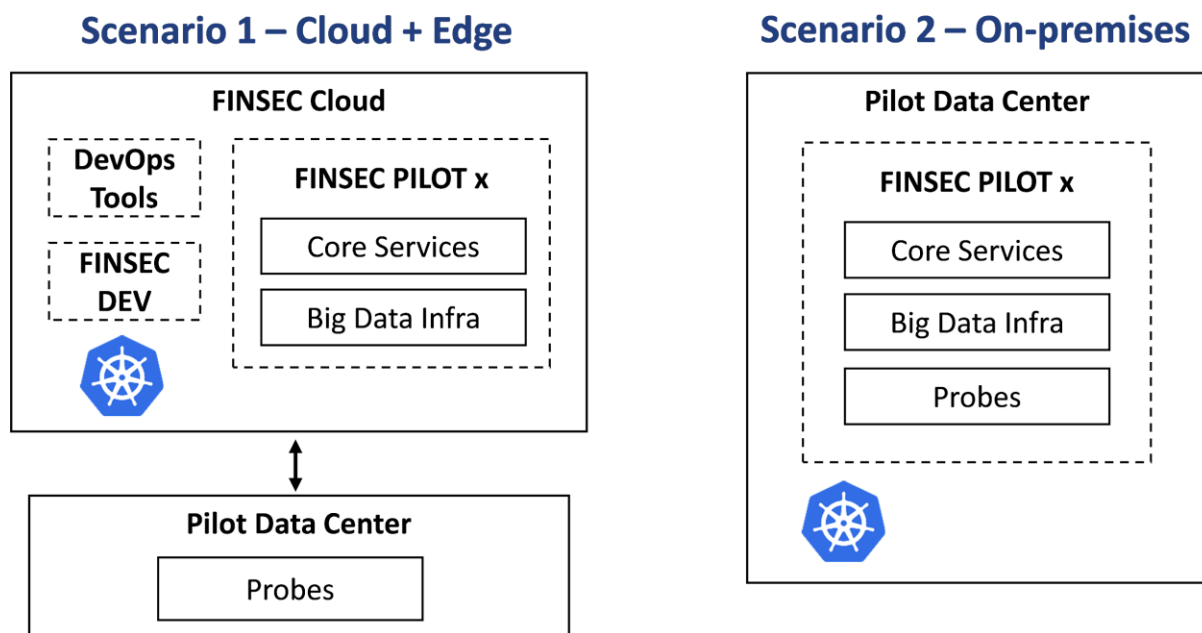 Scenario 1 – Cloud + Edge
FINSEC Cloud
DevOps
Tools
FINSEC
DEV
FINSEC PILOT x
Core Services
Big Data Infra
Pilot Data Center
Probes
Scenario 2 – On-premises
Pilot Data Center
FINSEC PILOT x
Core Services
Big Data Infra
Probes